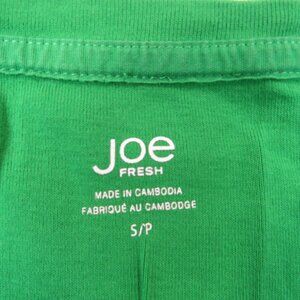 Joe
FRESH
MADE IN CAMBODIA
FABRIQUÉ AU CAMBODGE
S/P